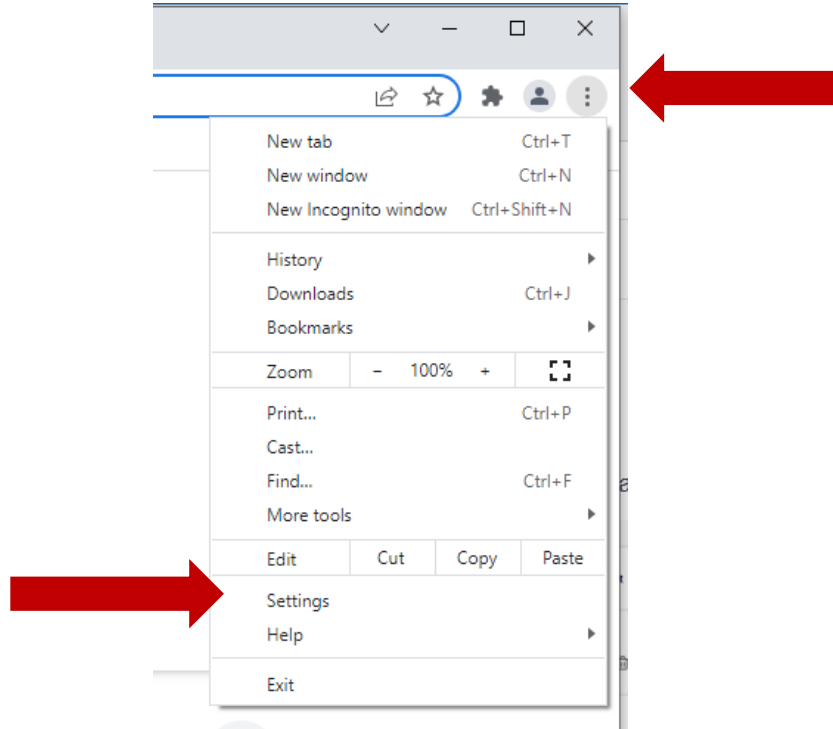 New tab Ctrl+T
New window Ctrl+N
New Incognito window Ctrl+Shift+N
History
Downloads Ctrl+J
Bookmarks
Zoom - 100% +
Print... Ctrl+P
Cast...
Find... Ctrl+F
More tools
Edit Cut Copy Paste
Settings
Help
Exit